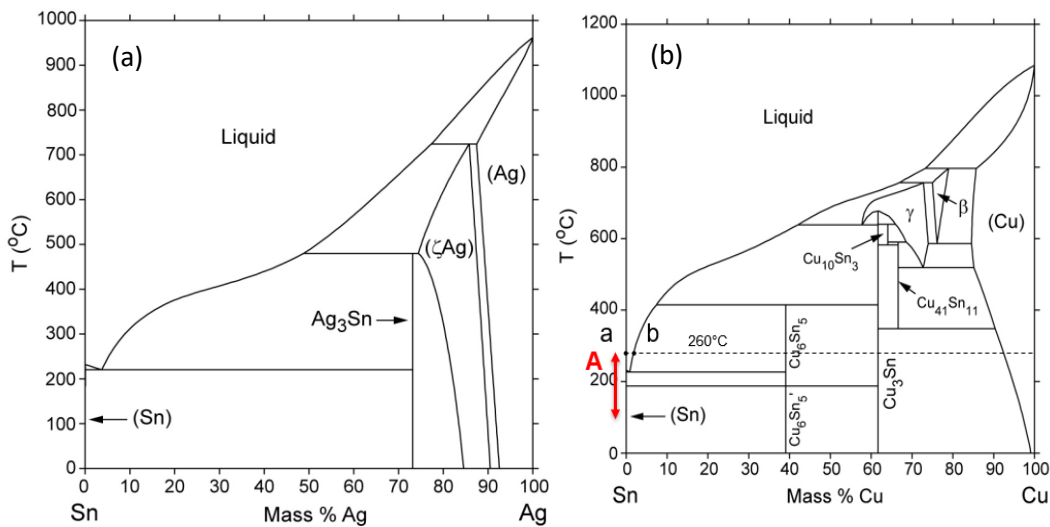 (a)
1000
900
800
700
600
500
400
300
200
100
0
T (°C)
Liquid
(Ag)
(ζAg)
Ag3Sn
(Sn)
0 10 20 30 40 50 60 70 80 90 100
Sn Mass % Ag Ag
(b)
1200
1000
800
600
400
200
0
T (°C)
Liquid
γ
β
(Cu)
Cu10Sn3
Cu41Sn11
a b
260°C
A
Cu6Sn5
Cu3Sn
(Sn)
Cu6Sn5'
0 10 20 30 40 50 60 70 80 90 100
Sn Mass % Cu Cu